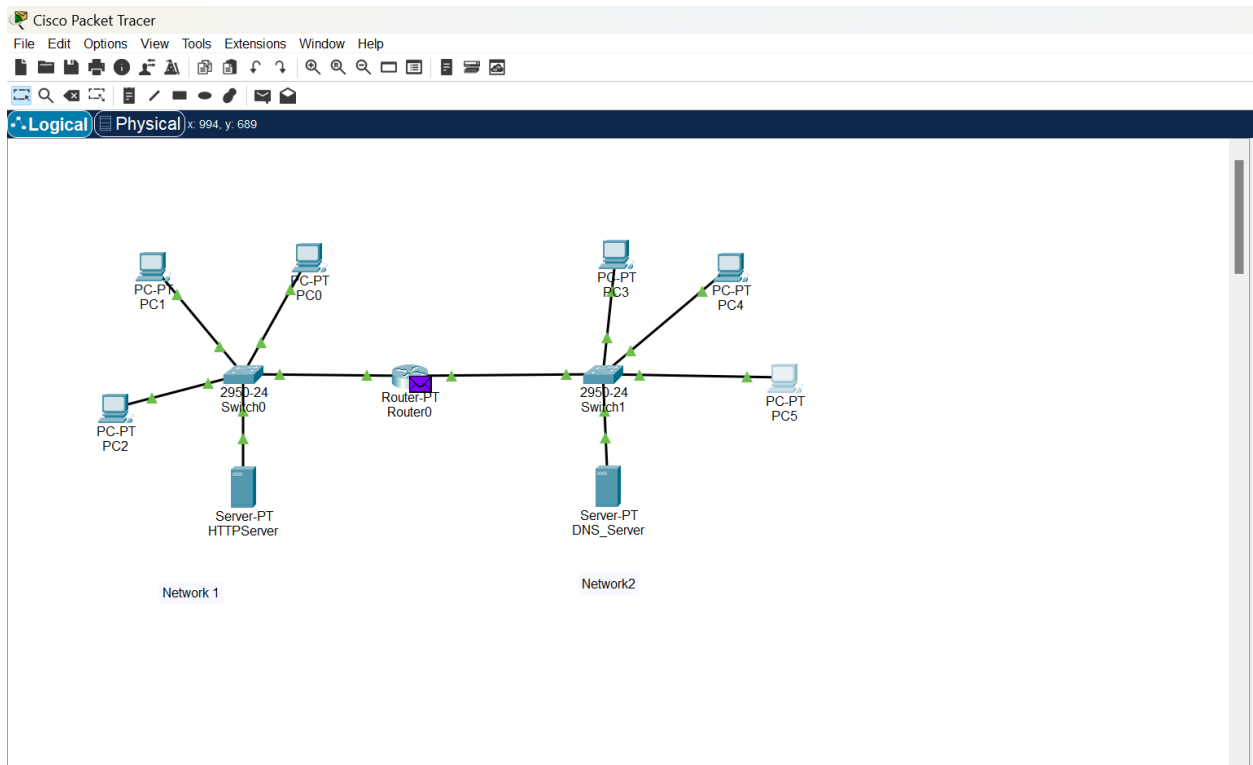 Cisco Packet Tracer
File Edit Options View Tools Extensions Window Help
Logical Physical x: 994, y: 689
PC-PT
PC1
PC-PT
PC0
PC-PT
PC3
PC-PT
PC4
2950-24
Switch0
Router-PT
Router0
2950-24
Switch1
PC-PT
PC5
PC-PT
PC2
Server-PT
HTTPServer
Server-PT
DNS_Server
Network 1
Network2